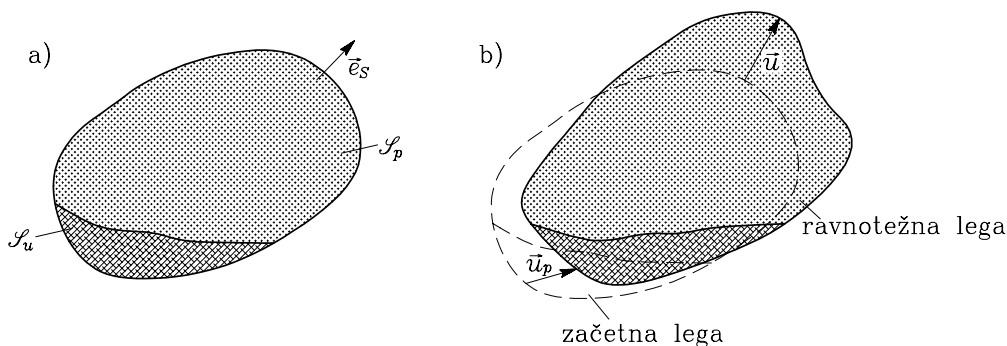 a)
e⃗_S
𝒮_p
𝒮_u
b)
u⃗
ravnotežna lega
u⃗_p
začetna lega